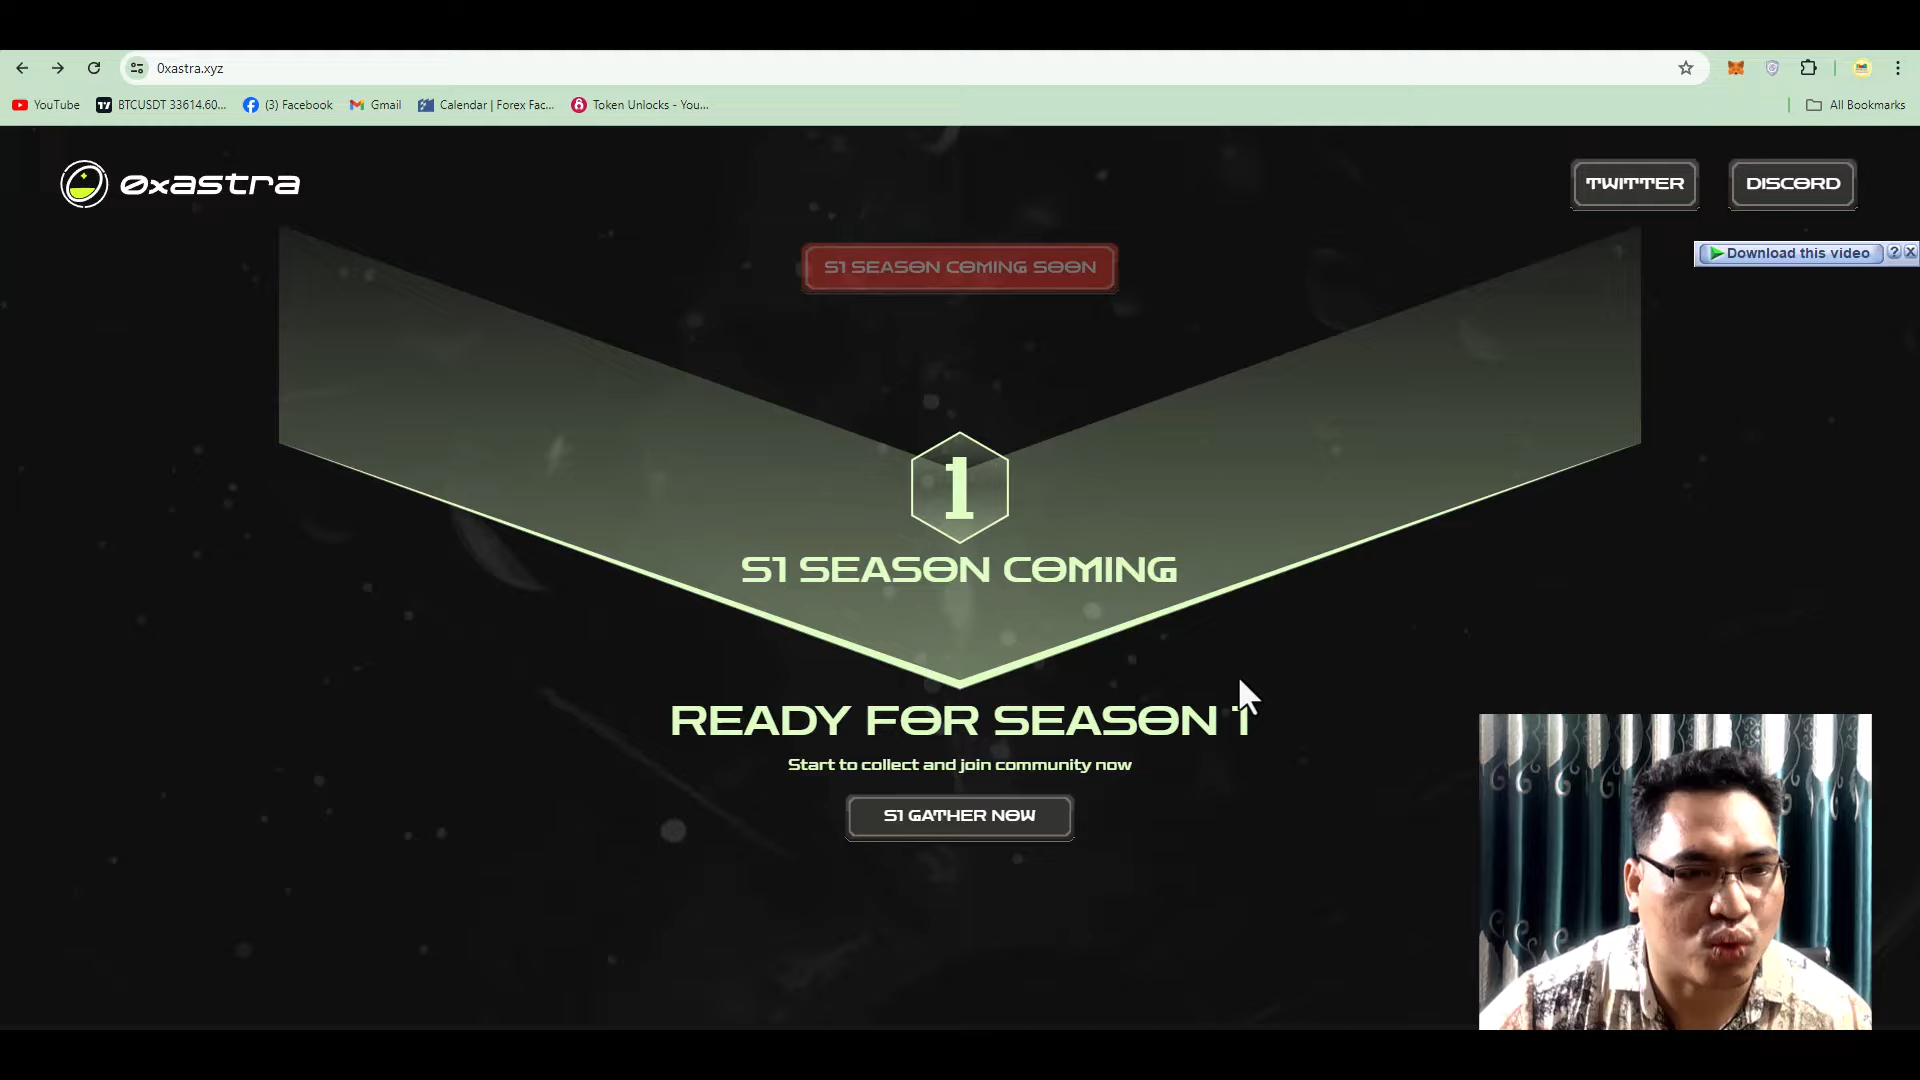 0xastra.xyz
YouTube
BTCUSDT 33614.60...
(3) Facebook
Gmail
Calendar | Forex Fac...
Token Unlocks - You...
All Bookmarks
0xastra
TWITTER
DISCORD
S1 SEASON COMING SOON
Download this video
1
S1 SEASON COMING
READY FOR SEASON 1
Start to collect and join community now
S1 GATHER NOW